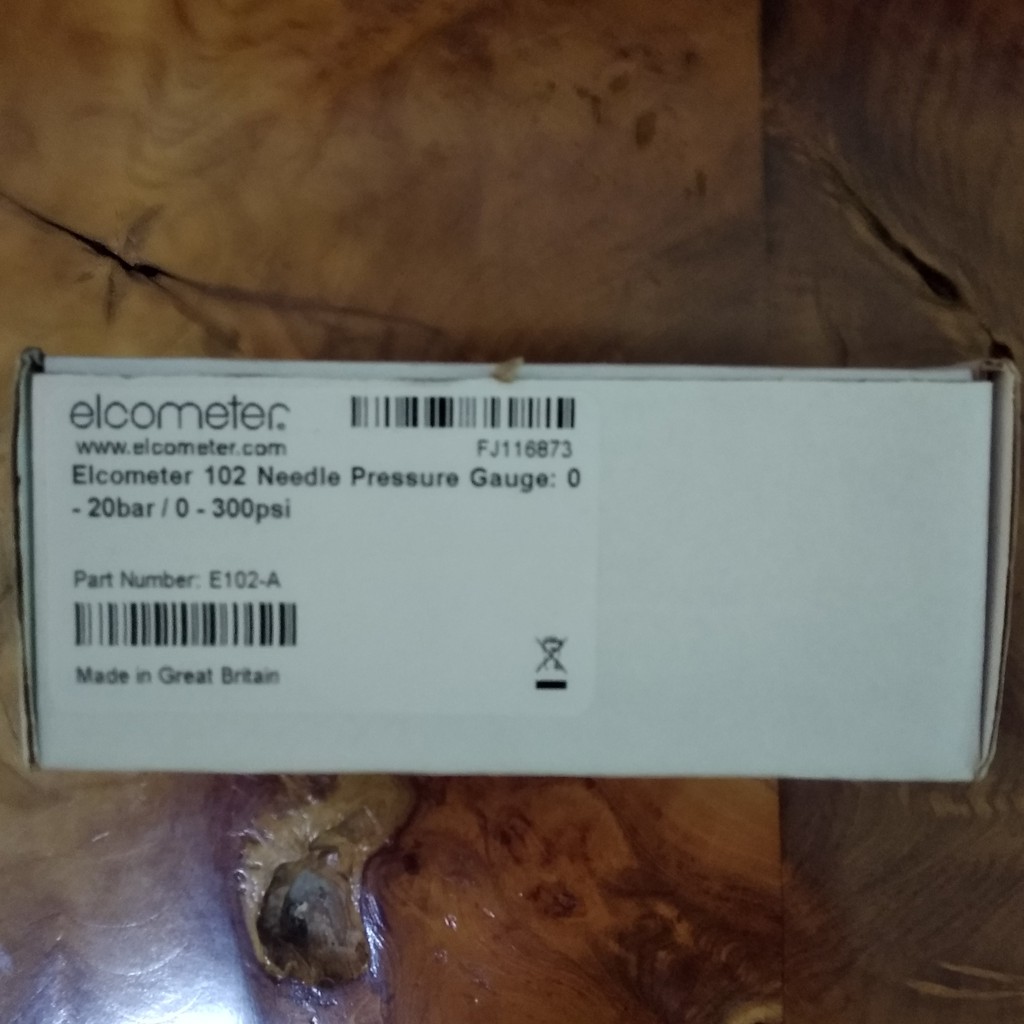 elcometer
www.elcometer.com
FJ116873
Elcometer 102 Needle Pressure Gauge: 0
- 20bar / 0 - 300psi
Part Number: E102-A
Made in Great Britain